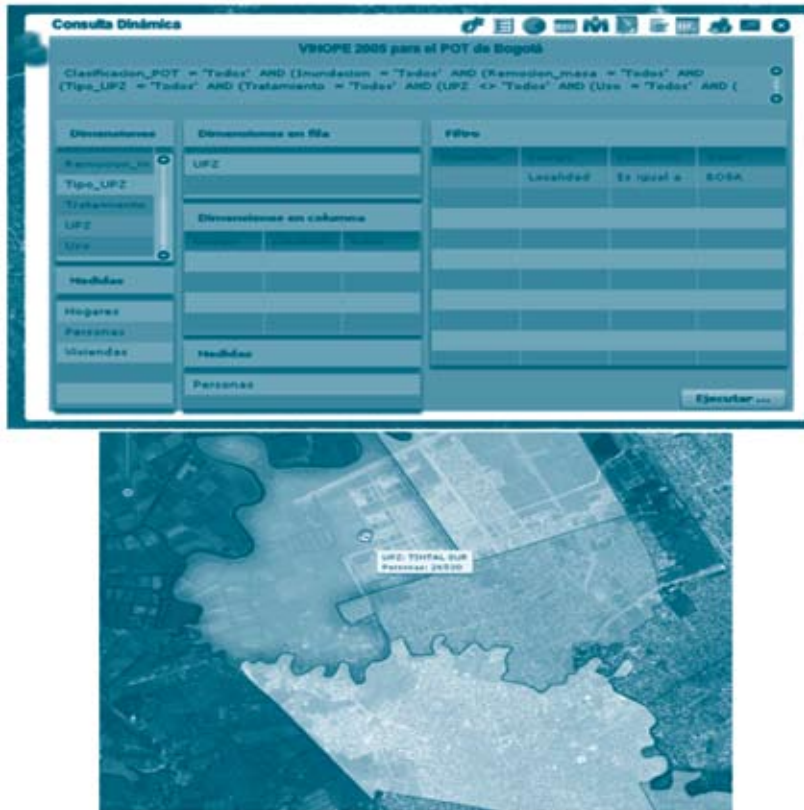 Consulta Dinámica
VIHOPE 2005 para el POT de Bogotá
Clasificacion_POT = 'Todos' AND (Inundacion = 'Todos' AND (Remocion_masa = 'Todos' AND
(Tipo_UPZ = 'Todos' AND (Tratamiento = 'Todos' AND (UPZ <> 'Todos' AND (Uso = 'Todos' AND (
Dimensiones
Remocion_m
Tipo_UPZ
Tratamiento
UPZ
Uso
Medidas
Hogares
Personas
Viviendas
Dimensiones en fila
UPZ
Dimensiones en columna
Medidas
Personas
Filtro
Localidad Es igual a BOSA
Ejecutar ...
UPZ: TINTAL SUR
Personas: